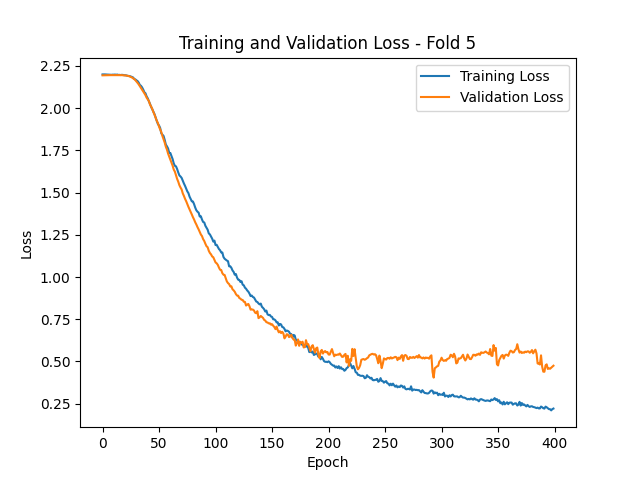 Training and Validation Loss - Fold 5
Training Loss
Validation Loss
Loss
2.25
2.00
1.75
1.50
1.25
1.00
0.75
0.50
0.25
0 50 100 150 200 250 300 350 400
Epoch